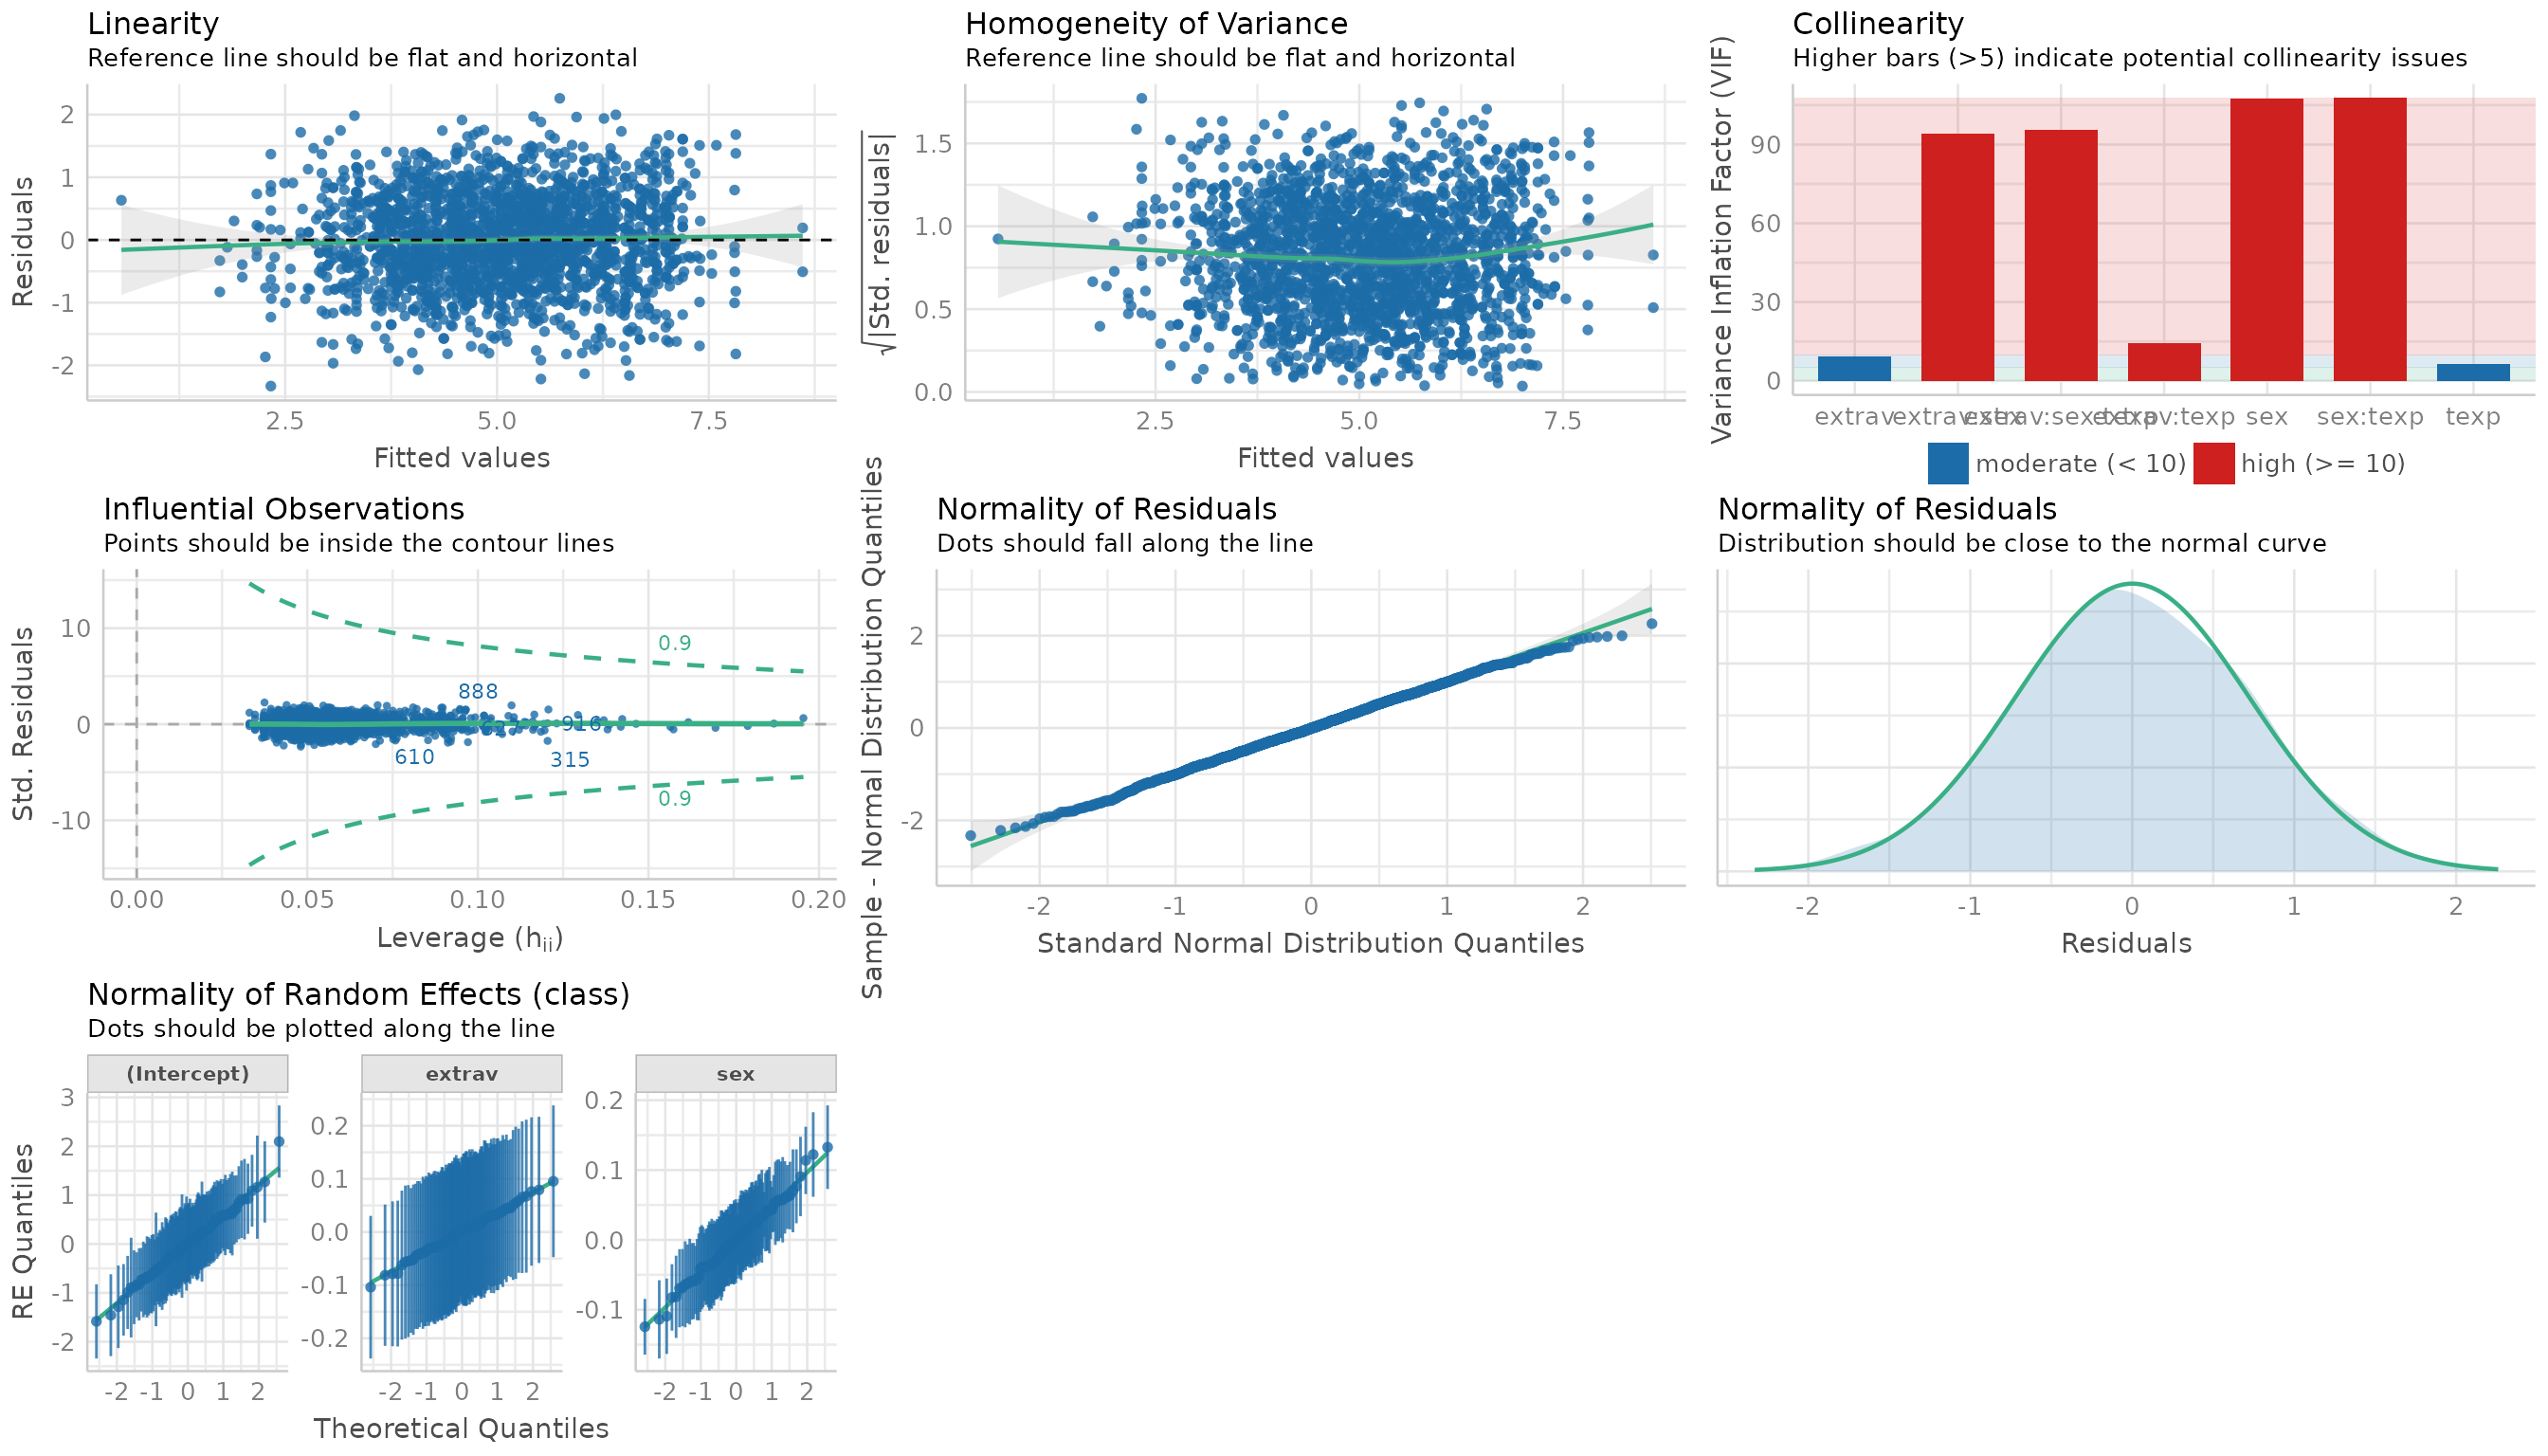 Linearity
Reference line should be flat and horizontal
Residuals
2
1
0
-1
-2
2.5 5.0 7.5
Fitted values
Homogeneity of Variance
Reference line should be flat and horizontal
√|Std. residuals|
1.5
1.0
0.5
0.0
2.5 5.0 7.5
Fitted values
Collinearity
Higher bars (>5) indicate potential collinearity issues
Variance Inflation Factor (VIF)
90
60
30
0
extrav extrav:sex extrav:sex:texp extrav:texp sex sex:texp texp
moderate (< 10) high (>= 10)
Influential Observations
Points should be inside the contour lines
Std. Residuals
10
0
-10
0.9
888
916
610
315
0.9
0.00 0.05 0.10 0.15 0.20
Leverage (hii)
Normality of Residuals
Dots should fall along the line
Sample - Normal Distribution Quantiles
2
0
-2
-2 -1 0 1 2
Standard Normal Distribution Quantiles
Normality of Residuals
Distribution should be close to the normal curve
-2 -1 0 1 2
Residuals
Normality of Random Effects (class)
Dots should be plotted along the line
RE Quantiles
(Intercept)
3
2
1
0
-1
-2
-2 -1 0 1 2
extrav
0.2
0.1
0.0
-0.1
-0.2
-2 -1 0 1 2
sex
0.2
0.1
0.0
-0.1
-2 -1 0 1 2
Theoretical Quantiles